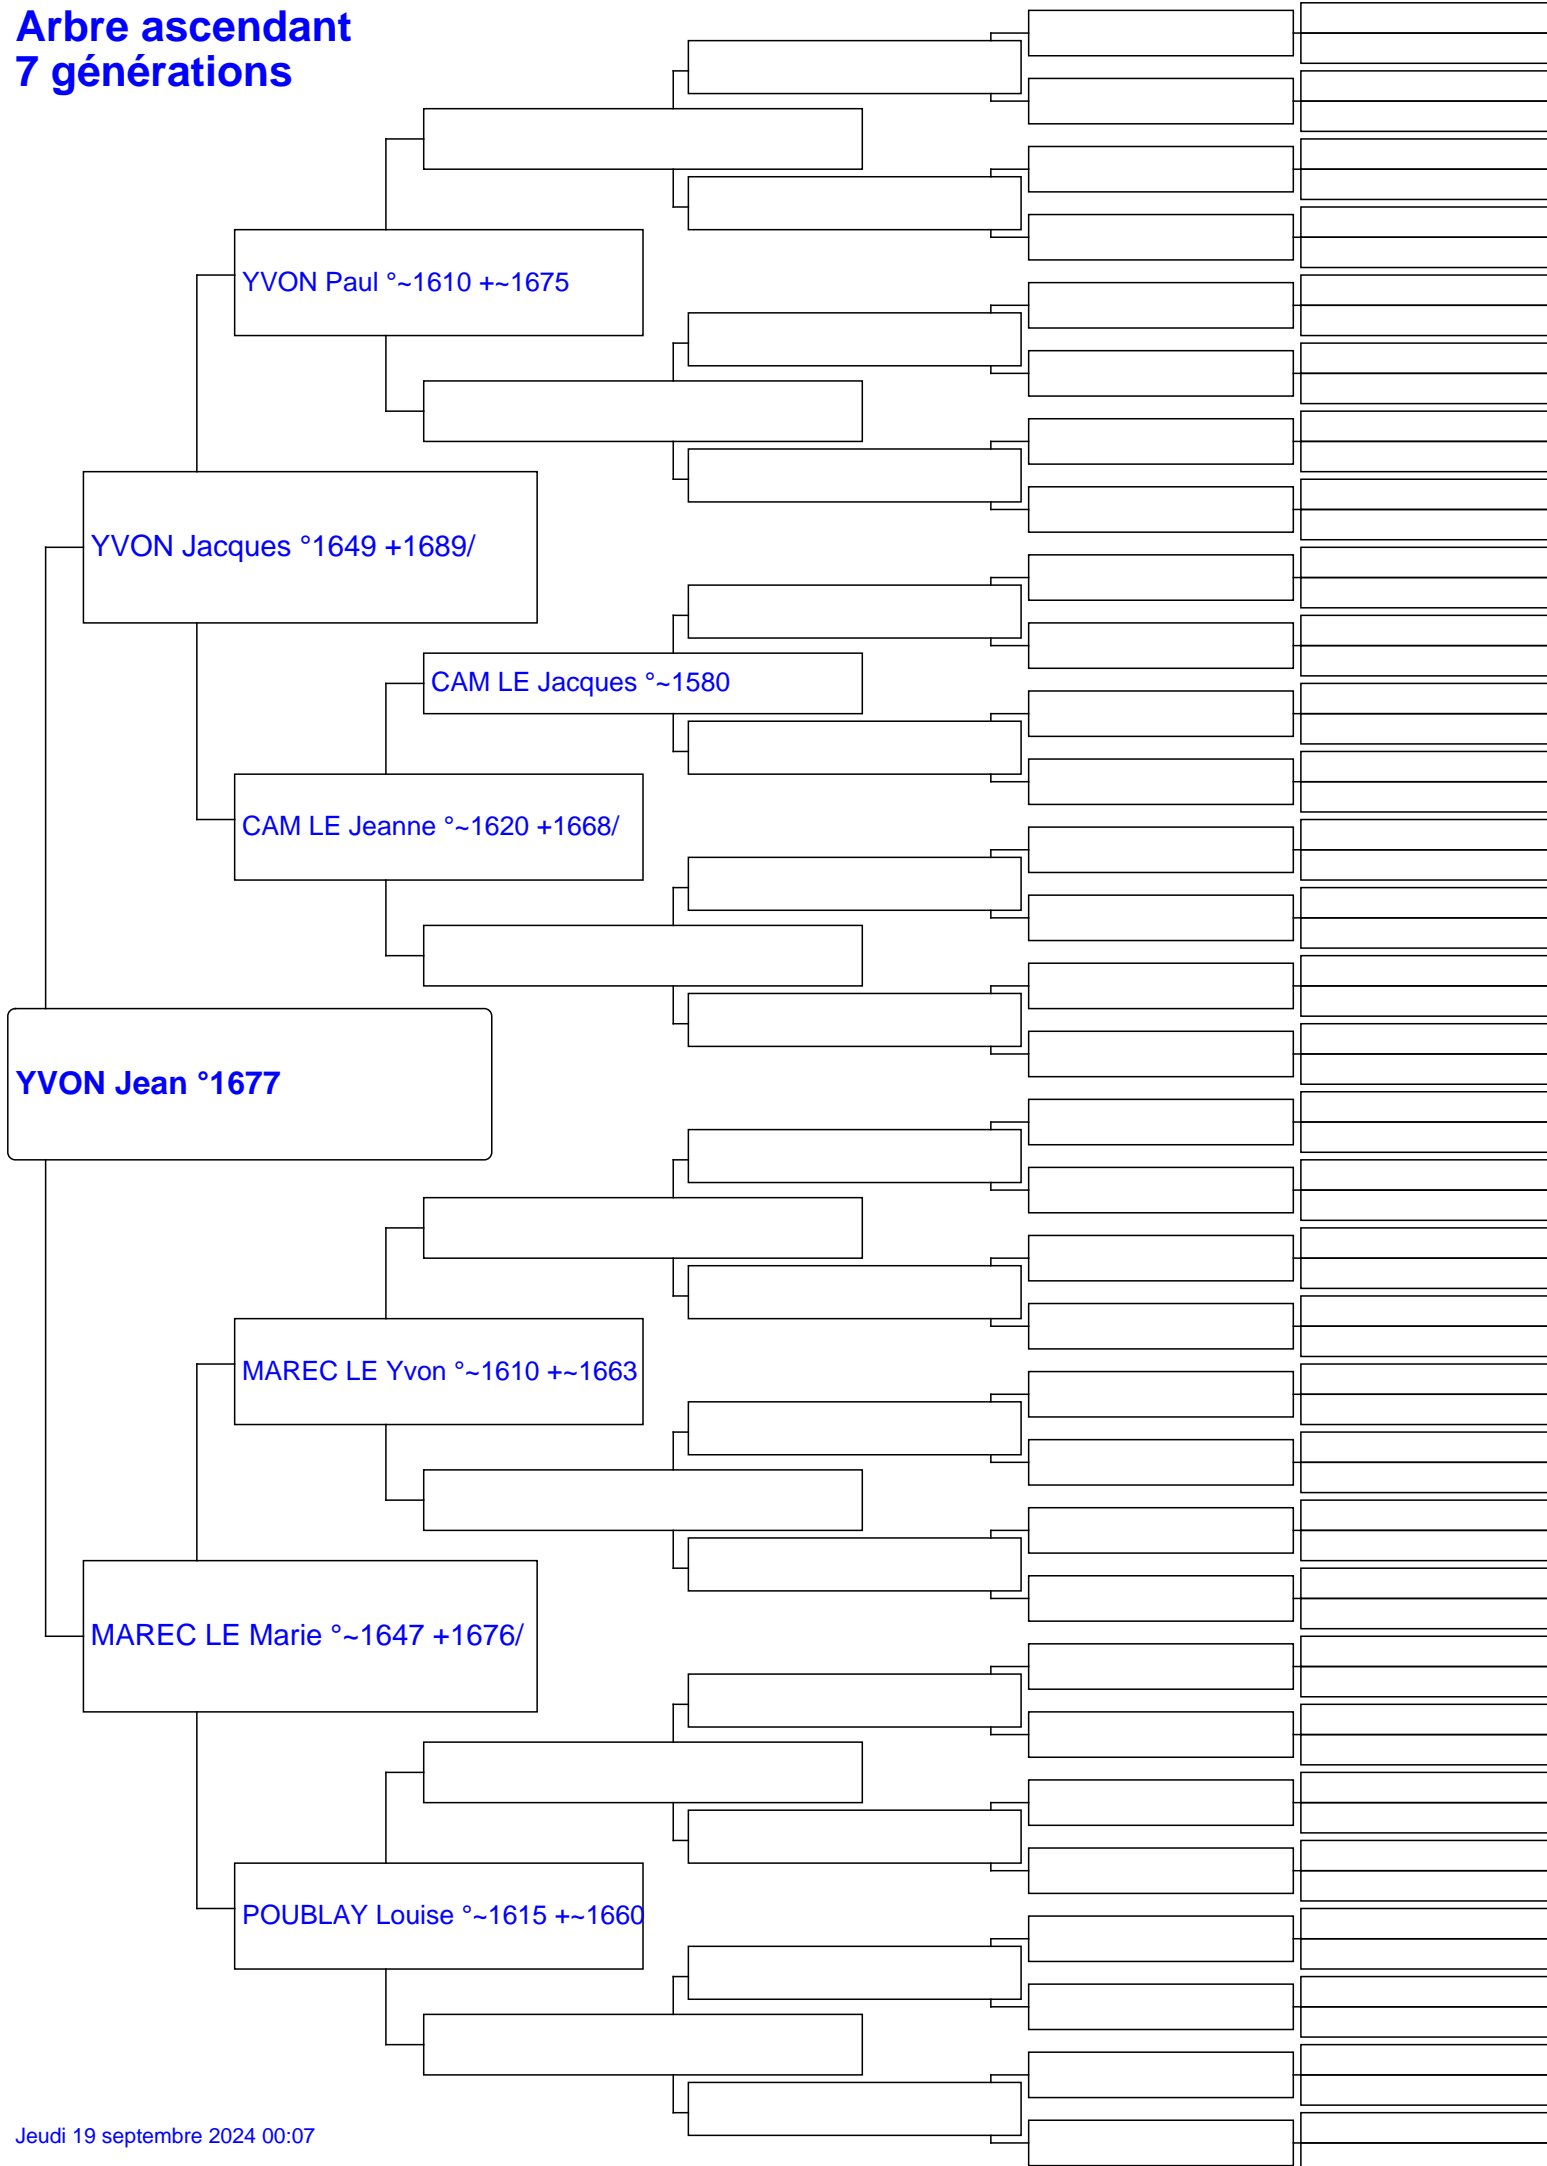 Arbre ascendant
7 générations
YVON Paul °~1610 +~1675
YVON Jacques °1649 +1689/
CAM LE Jacques °~1580
CAM LE Jeanne °~1620 +1668/
YVON Jean °1677
MAREC LE Yvon °~1610 +~1663
MAREC LE Marie °~1647 +1676/
POUBLAY Louise °~1615 +~1660
Jeudi 19 septembre 2024 00:07